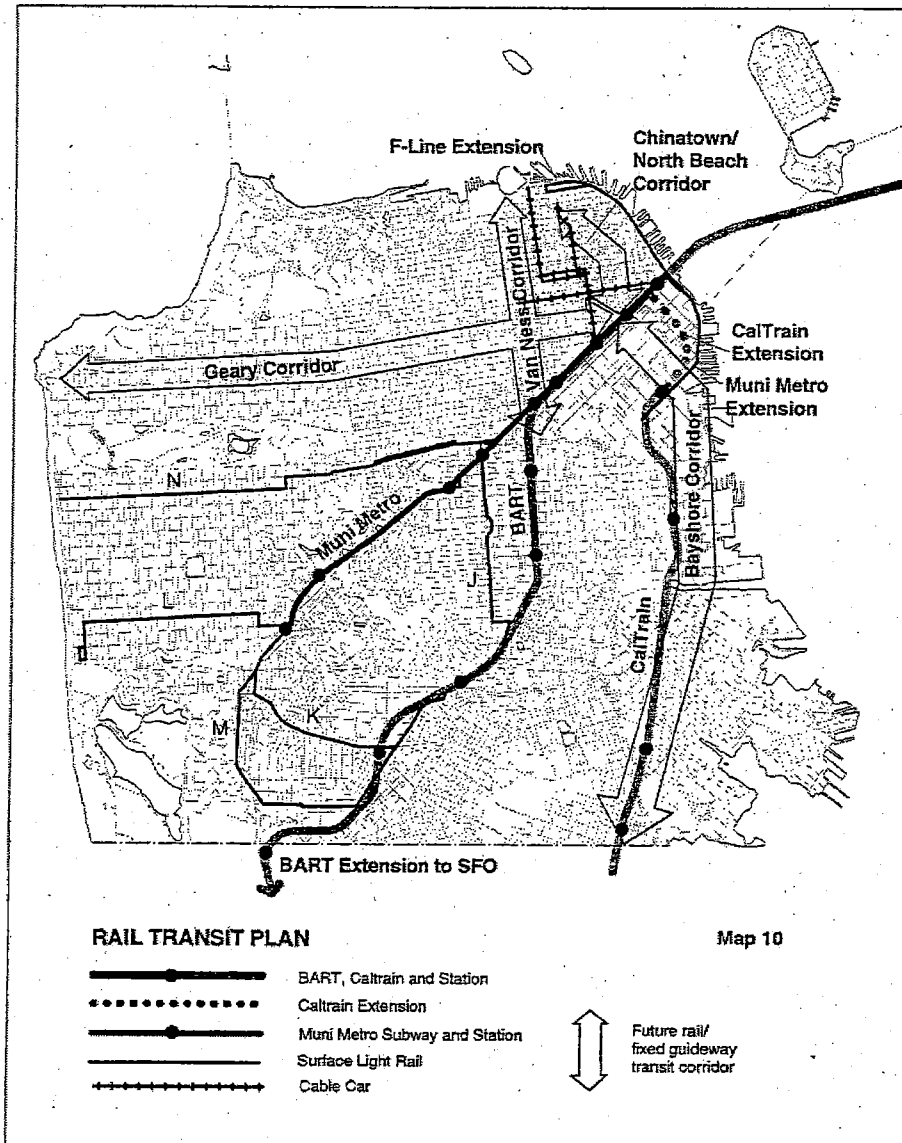 F-Line Extension
Chinatown/
North Beach
Corridor
Van Ness Corridor
CalTrain
Extension
Geary Corridor
Muni Metro
Extension
Bayshore Corridor
N
Muni Metro
BART
J
L
CalTrain
K
M
BART Extension to SFO
RAIL TRANSIT PLAN
Map 10
BART, Caltrain and Station
Caltrain Extension
Muni Metro Subway and Station
Surface Light Rail
Cable Car
Future rail/
fixed guideway
transit corridor